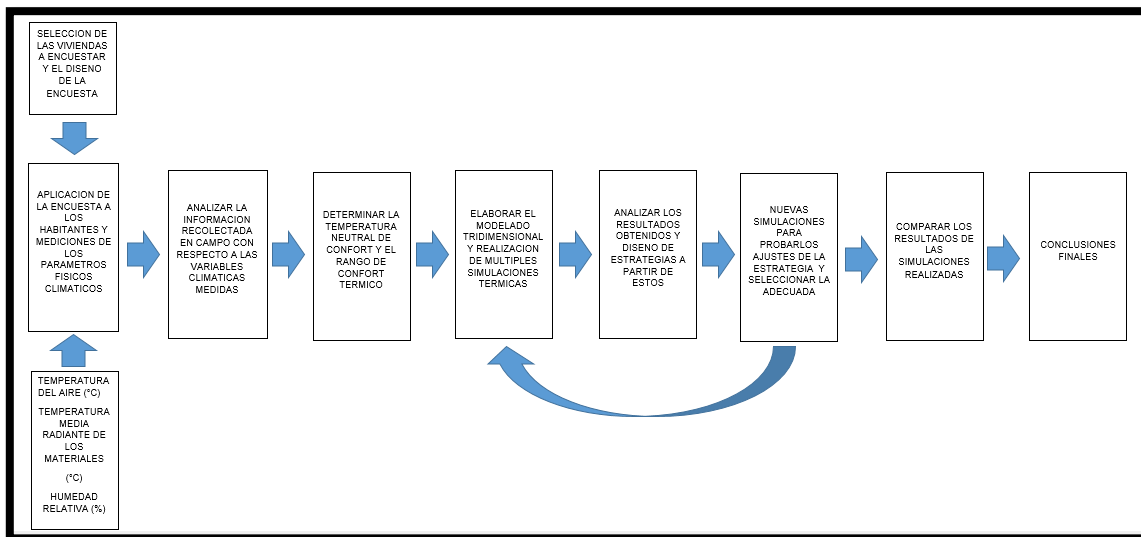 SELECCION DE
LAS VIVIENDAS
A ENCUESTAR
Y EL DISENO
DE LA
ENCUESTA
APLICACION DE
LA ENCUESTA A
LOS
HABITANTES Y
MEDICIONES DE
LOS
PARAMETROS
FISICOS
CLIMATICOS
TEMPERATURA
DEL AIRE (°C)
TEMPERATURA
MEDIA
RADIANTE DE
LOS
MATERIALES
(°C)
HUMEDAD
RELATIVA (%)
ANALIZAR LA
INFORMACION
RECOLECTADA
EN CAMPO CON
RESPECTO A LAS
VARIABLES
CLIMATICAS
MEDIDAS
DETERMINAR LA
TEMPERATURA
NEUTRAL DE
CONFORT Y EL
RANGO DE
CONFORT
TERMICO
ELABORAR EL
MODELADO
TRIDIMENSIONAL
Y REALIZACION
DE MULTIPLES
SIMULACIONES
TERMICAS
ANALIZAR LOS
RESULTADOS
OBTENIDOS Y
DISENO DE
ESTRATEGIAS A
PARTIR DE
ESTOS
NUEVAS
SIMULACIONES
PARA
PROBARLOS
AJUSTES DE LA
ESTRATEGIA Y
SELECCIONAR LA
ADECUADA
COMPARAR LOS
RESULTADOS DE
LAS
SIMULACIONES
REALIZADAS
CONCLUSIONES
FINALES